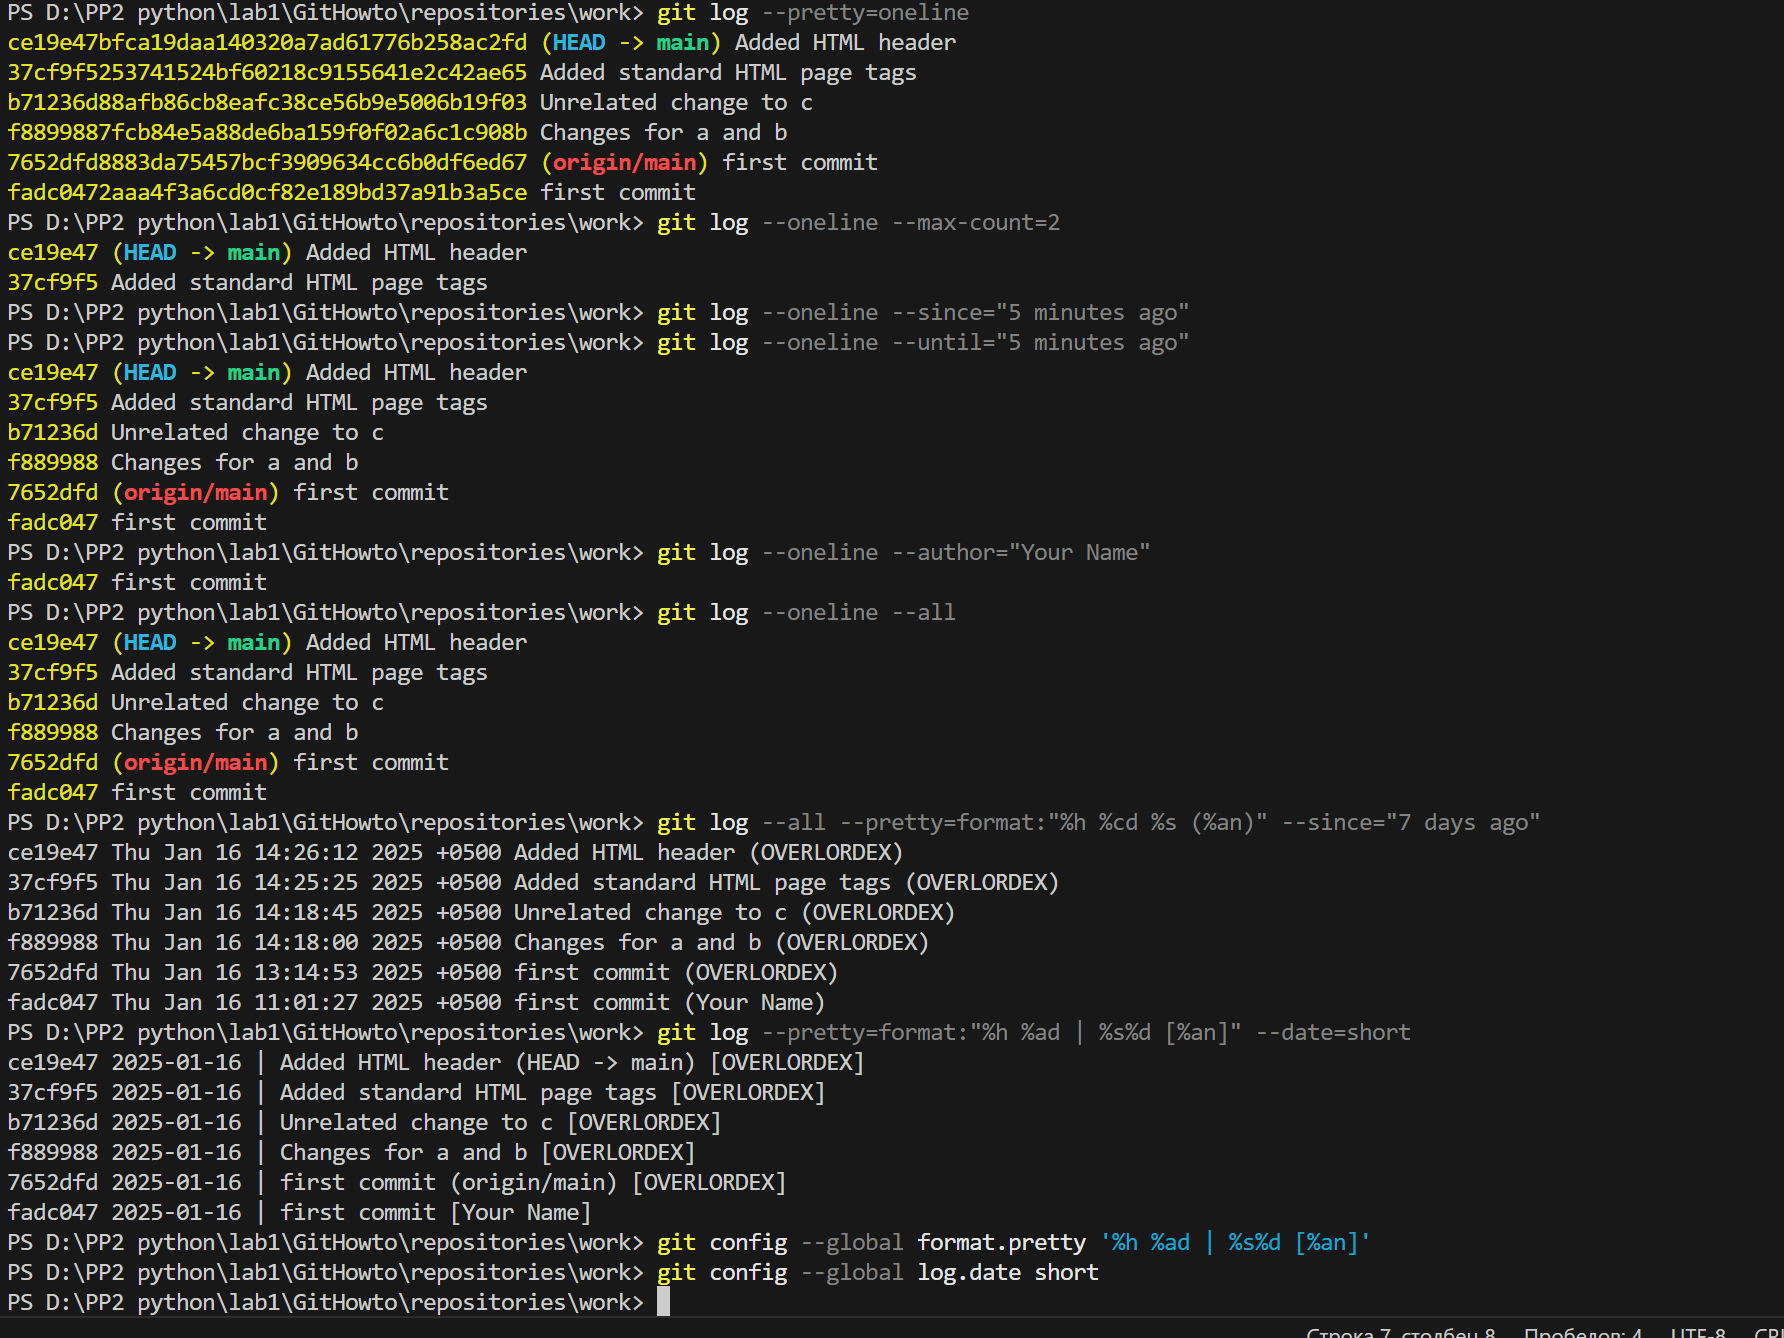 PS D:\PP2 python\lab1\GitHowto\repositories\work> git log --pretty=oneline
ce19e47bfca19daa140320a7ad61776b258ac2fd (HEAD -> main) Added HTML header
37cf9f5253741524bf60218c9155641e2c42ae65 Added standard HTML page tags
b71236d88afb86cb8eafc38ce56b9e5006b19f03 Unrelated change to c
f8899887fcb84e5a88de6ba159f0f02a6c1c908b Changes for a and b
7652dfd8883da75457bcf3909634cc6b0df6ed67 (origin/main) first commit
fadc0472aaa4f3a6cd0cf82e189bd37a91b3a5ce first commit
PS D:\PP2 python\lab1\GitHowto\repositories\work> git log --oneline --max-count=2
ce19e47 (HEAD -> main) Added HTML header
37cf9f5 Added standard HTML page tags
PS D:\PP2 python\lab1\GitHowto\repositories\work> git log --oneline --since="5 minutes ago"
PS D:\PP2 python\lab1\GitHowto\repositories\work> git log --oneline --until="5 minutes ago"
ce19e47 (HEAD -> main) Added HTML header
37cf9f5 Added standard HTML page tags
b71236d Unrelated change to c
f889988 Changes for a and b
7652dfd (origin/main) first commit
fadc047 first commit
PS D:\PP2 python\lab1\GitHowto\repositories\work> git log --oneline --author="Your Name"
fadc047 first commit
PS D:\PP2 python\lab1\GitHowto\repositories\work> git log --oneline --all
ce19e47 (HEAD -> main) Added HTML header
37cf9f5 Added standard HTML page tags
b71236d Unrelated change to c
f889988 Changes for a and b
7652dfd (origin/main) first commit
fadc047 first commit
PS D:\PP2 python\lab1\GitHowto\repositories\work> git log --all --pretty=format:"%h %cd %s (%an)" --since="7 days ago"
ce19e47 Thu Jan 16 14:26:12 2025 +0500 Added HTML header (OVERLORDEX)
37cf9f5 Thu Jan 16 14:25:25 2025 +0500 Added standard HTML page tags (OVERLORDEX)
b71236d Thu Jan 16 14:18:45 2025 +0500 Unrelated change to c (OVERLORDEX)
f889988 Thu Jan 16 14:18:00 2025 +0500 Changes for a and b (OVERLORDEX)
7652dfd Thu Jan 16 13:14:53 2025 +0500 first commit (OVERLORDEX)
fadc047 Thu Jan 16 11:01:27 2025 +0500 first commit (Your Name)
PS D:\PP2 python\lab1\GitHowto\repositories\work> git log --pretty=format:"%h %ad | %s%d [%an]" --date=short
ce19e47 2025-01-16 | Added HTML header (HEAD -> main) [OVERLORDEX]
37cf9f5 2025-01-16 | Added standard HTML page tags [OVERLORDEX]
b71236d 2025-01-16 | Unrelated change to c [OVERLORDEX]
f889988 2025-01-16 | Changes for a and b [OVERLORDEX]
7652dfd 2025-01-16 | first commit (origin/main) [OVERLORDEX]
fadc047 2025-01-16 | first commit [Your Name]
PS D:\PP2 python\lab1\GitHowto\repositories\work> git config --global format.pretty '%h %ad | %s%d [%an]'
PS D:\PP2 python\lab1\GitHowto\repositories\work> git config --global log.date short
PS D:\PP2 python\lab1\GitHowto\repositories\work>
Строка 7, столбец 8 Пробелов: 4 UTF-8